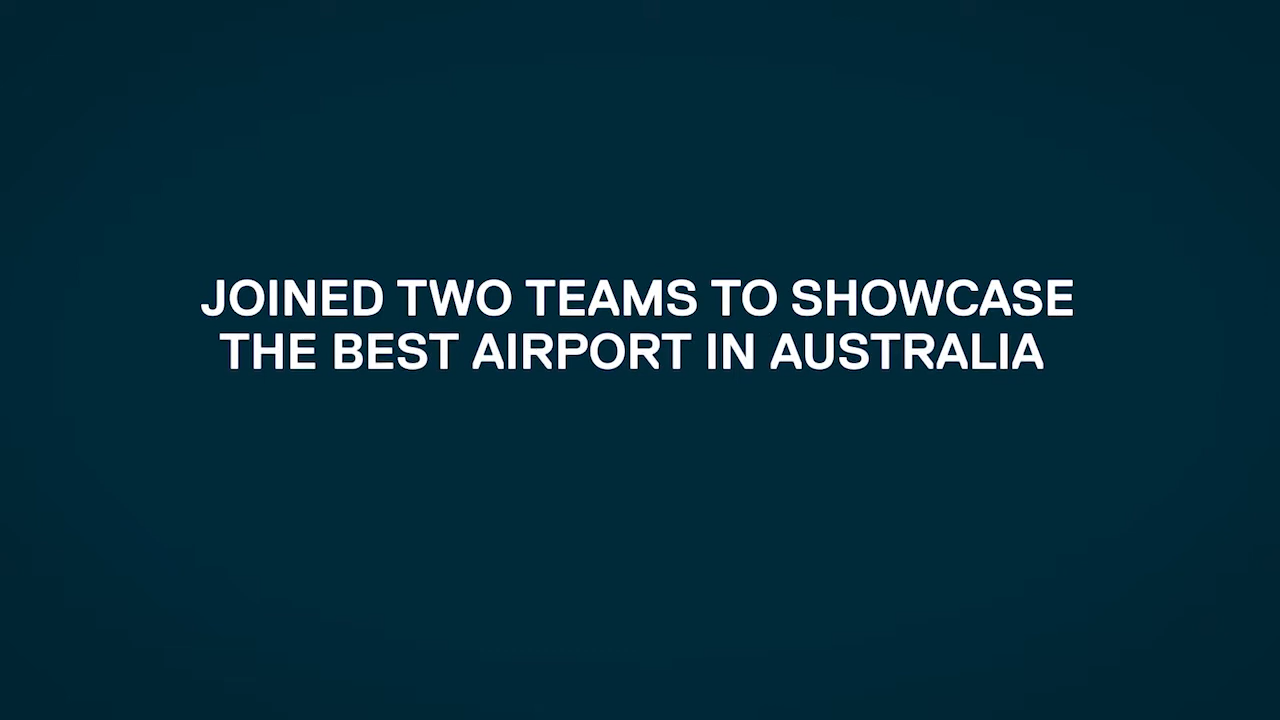 JOINED TWO TEAMS TO SHOWCASE
THE BEST AIRPORT IN AUSTRALIA